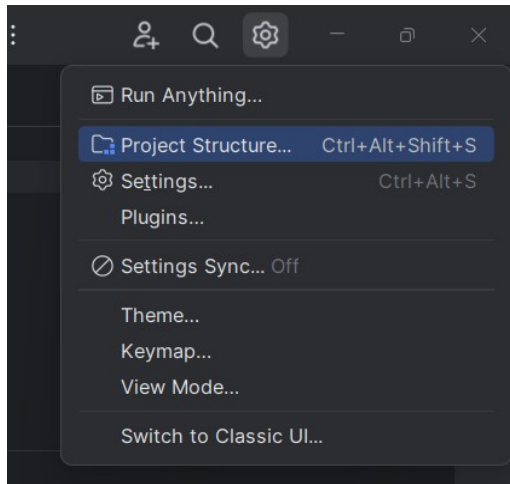 Run Anything...
Project Structure... Ctrl+Alt+Shift+S
Settings... Ctrl+Alt+S
Plugins...
Settings Sync... Off
Theme...
Keymap...
View Mode...
Switch to Classic UI...